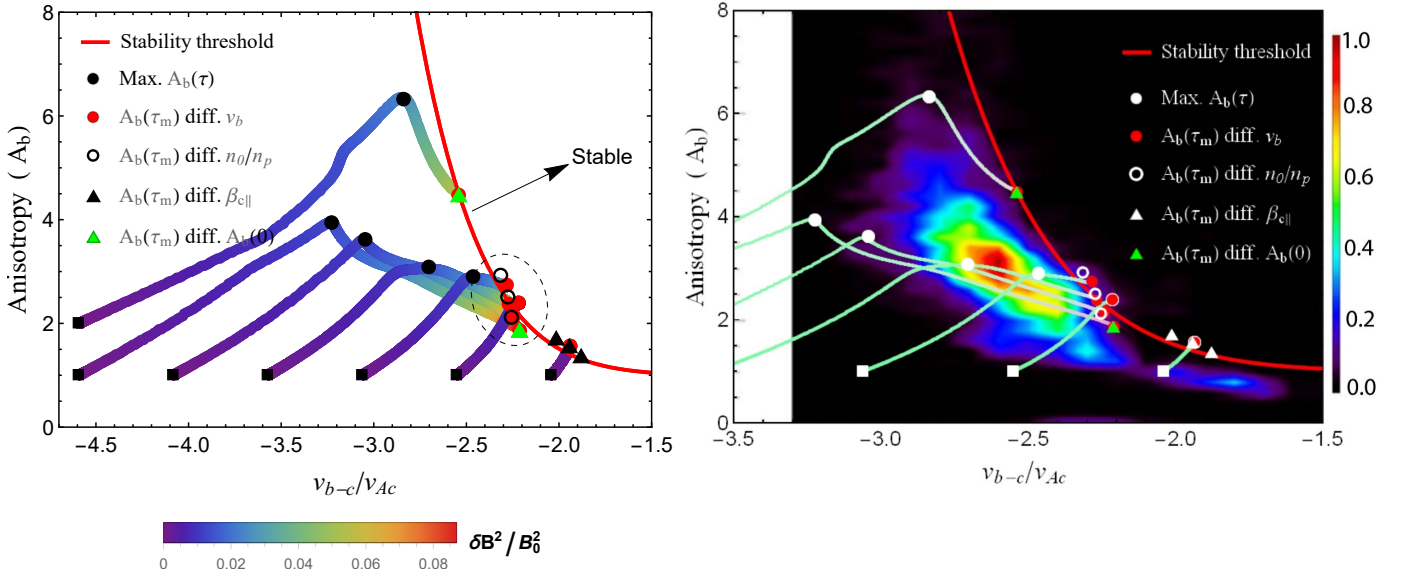 Stability threshold
Max. A_b(τ)
A_b(τ_m) diff. v_b
A_b(τ_m) diff. n_0/n_p
A_b(τ_m) diff. β_c∥
A_b(τ_m) diff. A_b(0)
Stable
Anisotropy ( A_b)
8
6
4
2
0
−4.5
−4.0
−3.5
−3.0
−2.5
−2.0
−1.5
v_b−c/v_Ac
0
0.02
0.04
0.06
0.08
δB²/B₀²
Stability threshold
Max. A_b(τ)
A_b(τ_m) diff. v_b
A_b(τ_m) diff. n_0/n_p
A_b(τ_m) diff. β_c∥
A_b(τ_m) diff. A_b(0)
Anisotropy ( A_b)
8
6
4
2
0
−3.5
−3.0
−2.5
−2.0
−1.5
v_b−c/v_Ac
1.0
0.8
0.6
0.4
0.2
0.0